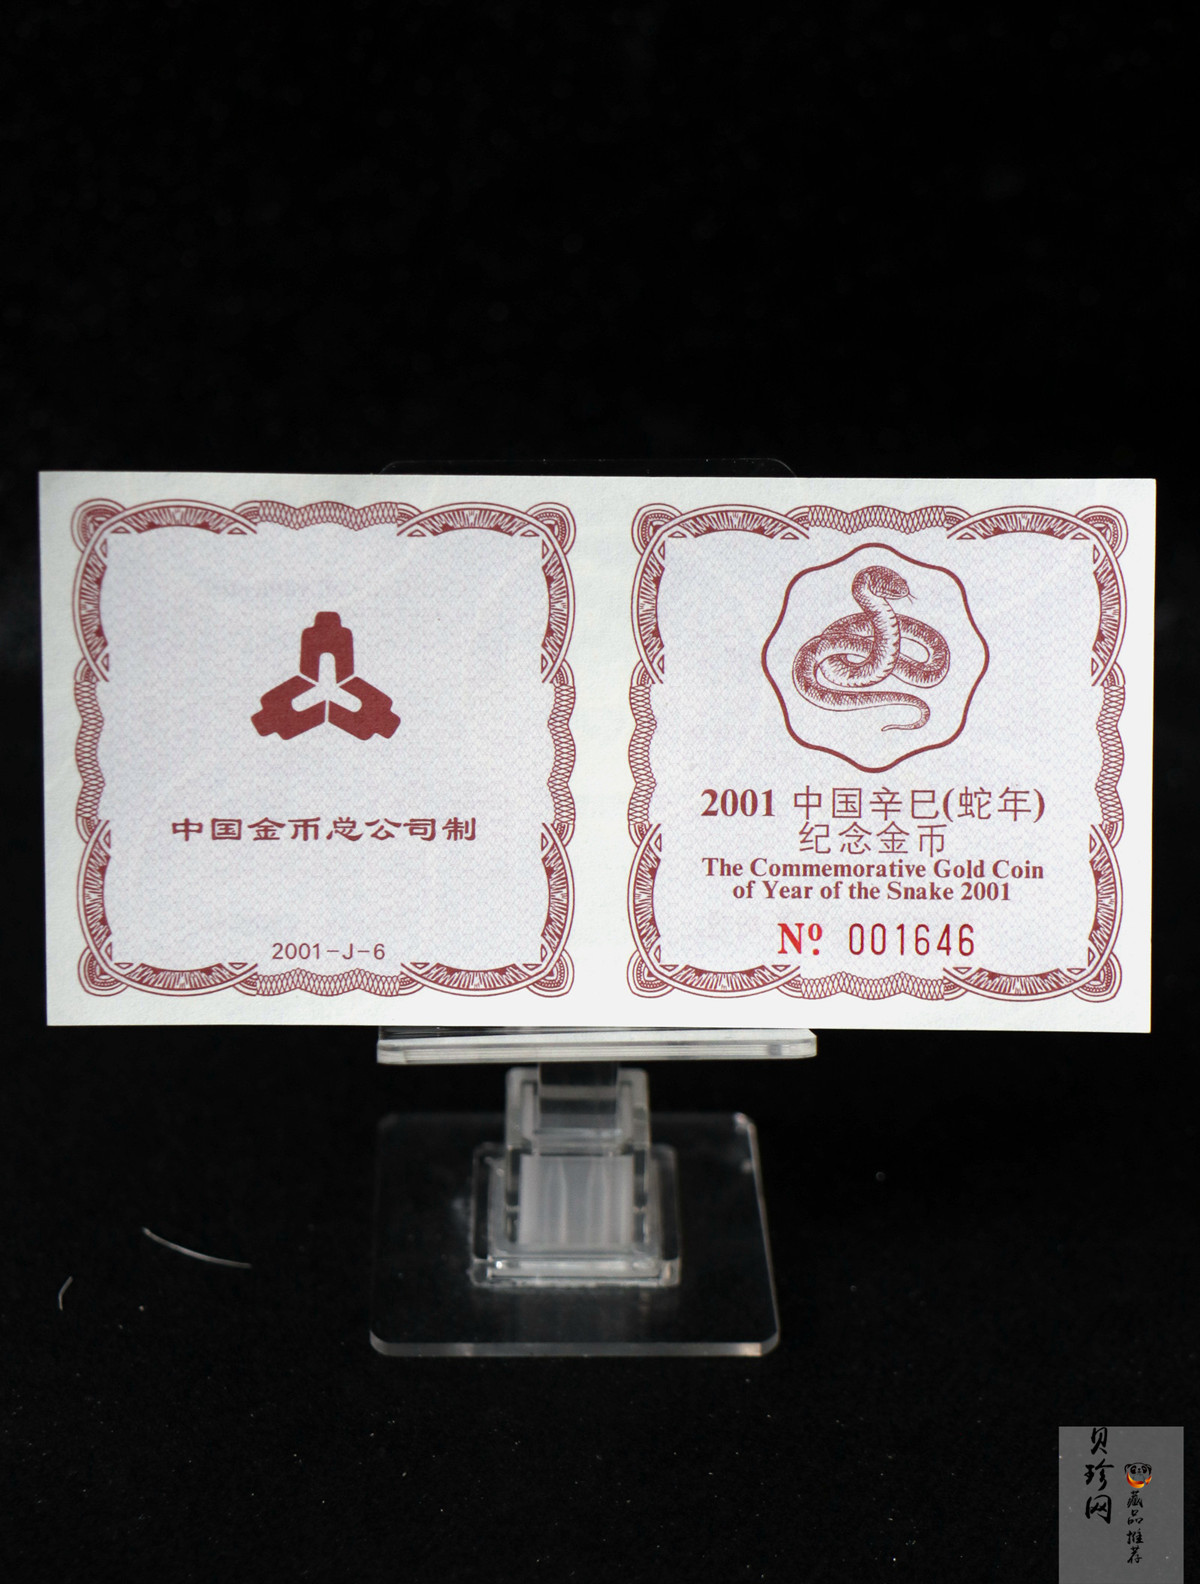 中国金币总公司制
2001-J-6
2001 中国辛巳(蛇年)
纪念金币
The Commemorative Gold Coin
of Year of the Snake 2001
Nº. 001646
贝珍网
藏品推荐